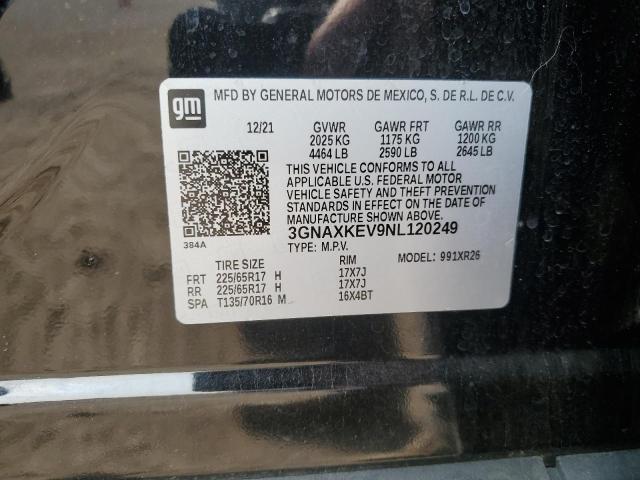 gm MFD BY GENERAL MOTORS DE MEXICO, S. DE R.L. DE C.V.
12/21 GVWR GAWR FRT GAWR RR
2025 KG 1175 KG 1200 KG
4464 LB 2590 LB 2645 LB
THIS VEHICLE CONFORMS TO ALL
APPLICABLE U.S. FEDERAL MOTOR
VEHICLE SAFETY AND THEFT PREVENTION
STANDARDS IN EFFECT ON THE DATE OF
MANUFACTURE SHOWN ABOVE.
384A 3GNAXKEV9NL120249
TYPE: M.P.V. MODEL: 991XR26
TIRE SIZE RIM
FRT 225/65R17 H 17X7J
RR 225/65R17 H 17X7J
SPA T135/70R16 M 16X4BT